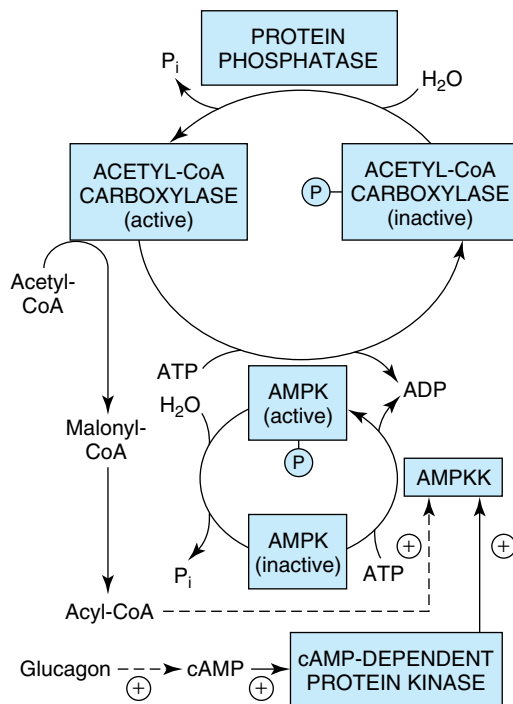 PROTEIN
PHOSPHATASE
Pi
H2O
ACETYL-CoA
CARBOXYLASE
(active)
P
ACETYL-CoA
CARBOXYLASE
(inactive)
Acetyl-
CoA
ATP
ADP
H2O
AMPK
(active)
P
Malonyl-
CoA
AMPKK
AMPK
(inactive)
+
+
Pi
ATP
Acyl-CoA
Glucagon
+
cAMP
+
cAMP-DEPENDENT
PROTEIN KINASE